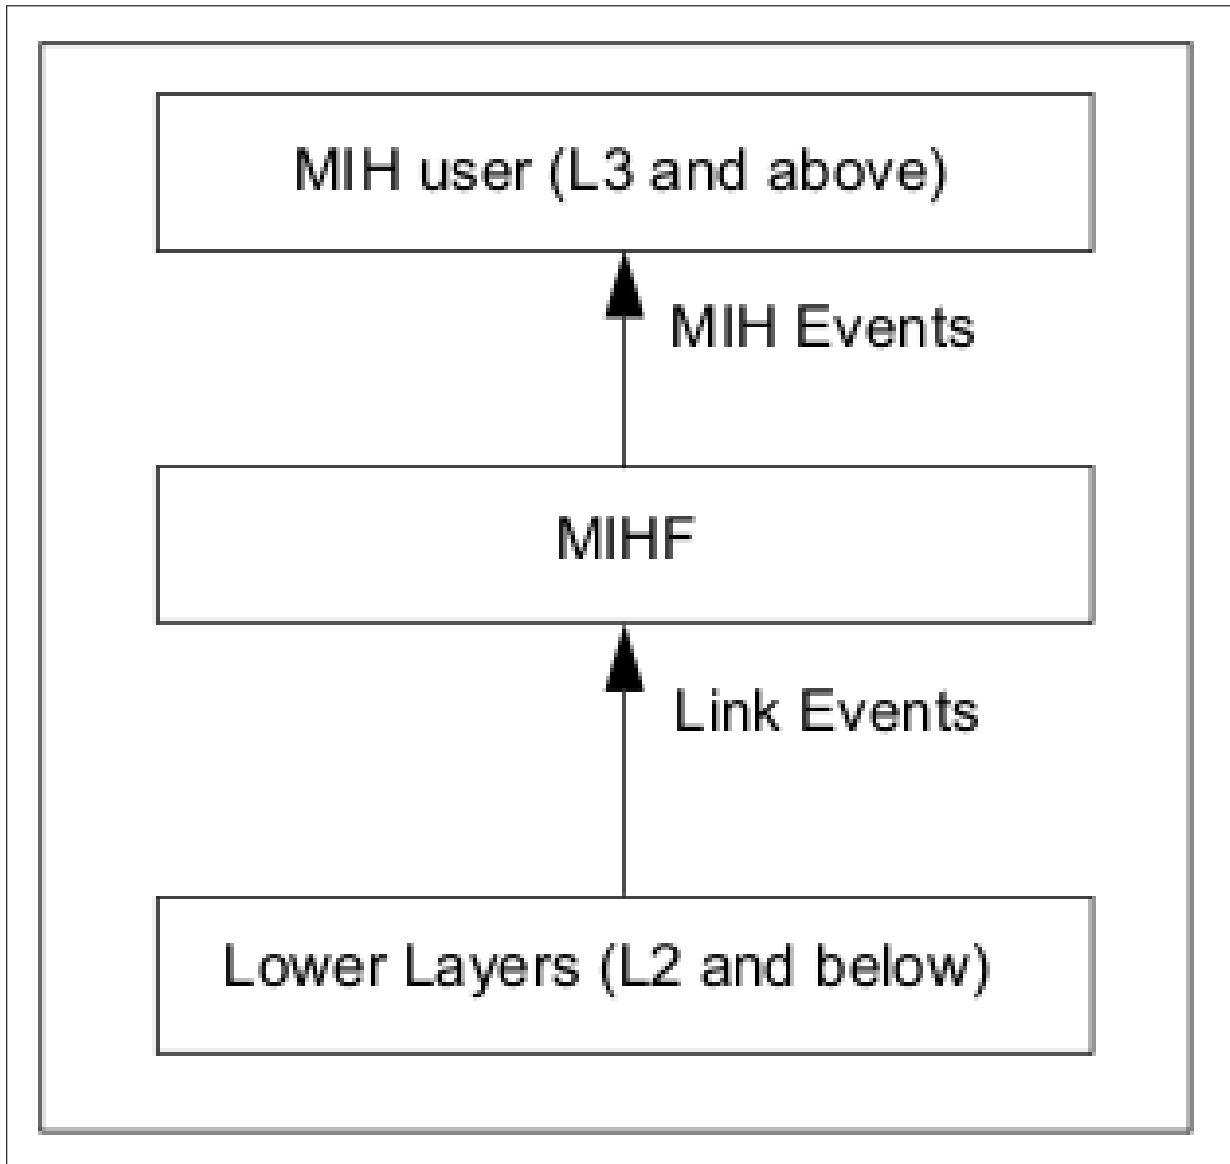 MIH user (L3 and above)
MIH Events
MIHF
Link Events
Lower Layers (L2 and below)